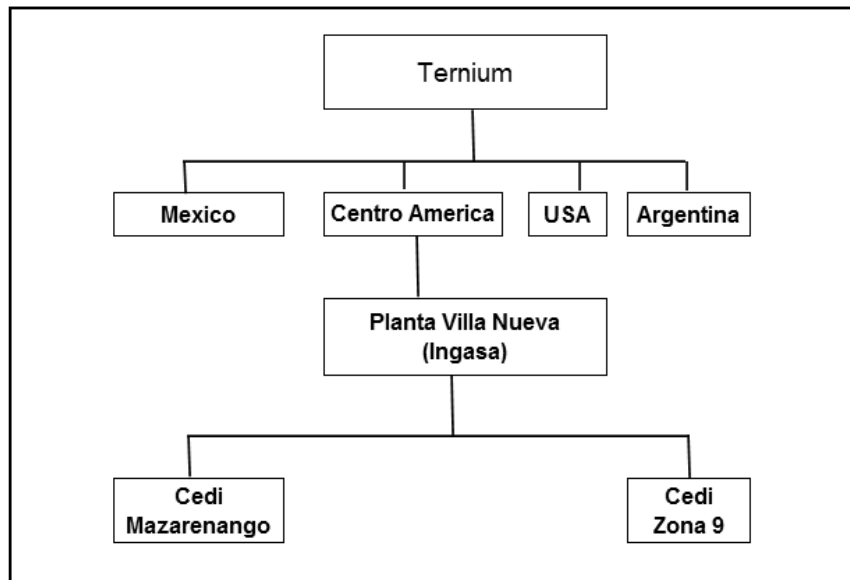 Ternium
Mexico
Centro America
USA
Argentina
Planta Villa Nueva
(Ingasa)
Cedi
Mazarenango
Cedi
Zona 9